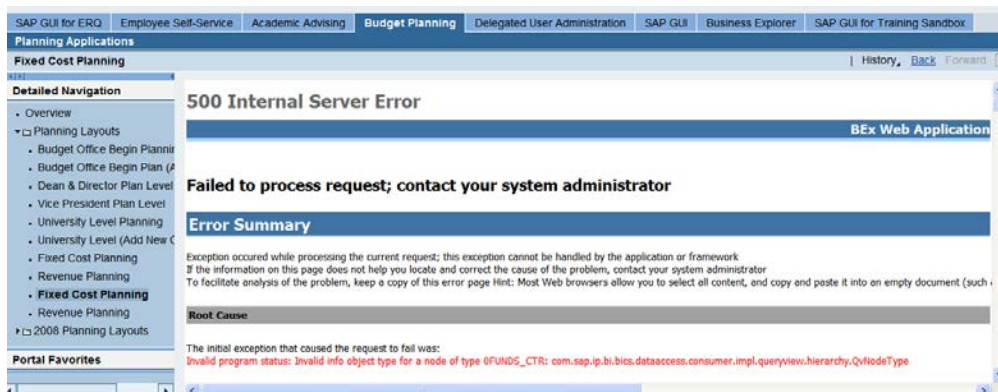 SAP GUI for ERQ Employee Self-Service Academic Advising Budget Planning Delegated User Administration SAP GUI Business Explorer SAP GUI for Training Sandbox
Planning Applications
Fixed Cost Planning | History, Back Forward
Detailed Navigation
Overview
Planning Layouts
Budget Office Begin Plannin
Budget Office Begin Plan (A
Dean & Director Plan Level
Vice President Plan Level
University Level Planning
University Level (Add New C
Fixed Cost Planning
Revenue Planning
Fixed Cost Planning
Revenue Planning
2008 Planning Layouts
Portal Favorites
500 Internal Server Error
BEx Web Application
Failed to process request; contact your system administrator
Error Summary
Exception occured while processing the current request; this exception cannot be handled by the application or framework
If the information on this page does not help you locate and correct the cause of the problem, contact your system administrator
To facilitate analysis of the problem, keep a copy of this error page Hint: Most Web browsers allow you to select all content, and copy and paste it into an empty document (such
Root Cause
The initial exception that caused the request to fail was:
Invalid program status: Invalid info object type for a node of type 0FUNDS_CTR: com.sap.ip.bi.bics.dataaccess.consumer.impl.queryview.hierarchy.QvNodeType